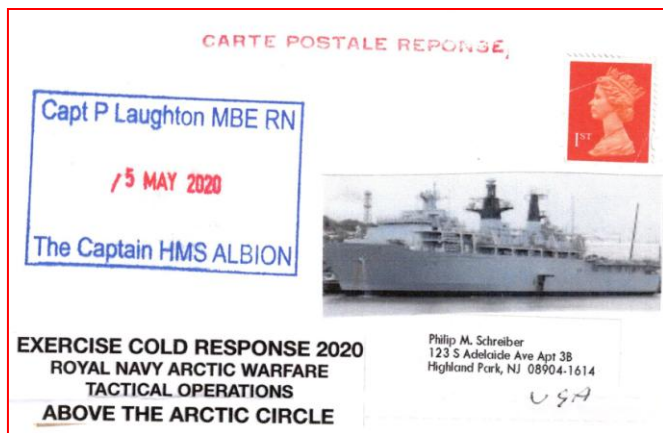 CARTE POSTALE REPONSE
1ST
Capt P Laughton MBE RN
15 MAY 2020
The Captain HMS ALBION
EXERCISE COLD RESPONSE 2020
ROYAL NAVY ARCTIC WARFARE
TACTICAL OPERATIONS
ABOVE THE ARCTIC CIRCLE
Philip M. Schreiber
123 S Adelaide Ave Apt 3B
Highland Park, NJ 08904-1614
USA